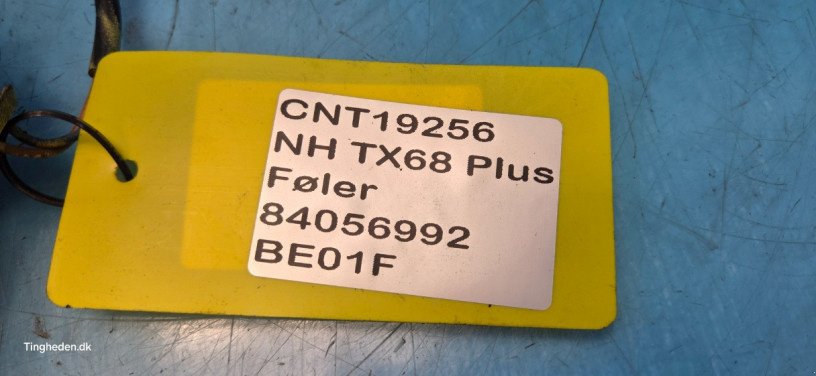 CNT19256
NH TX68 Plus
Føler
84056992
BE01F
Tingheden.dk